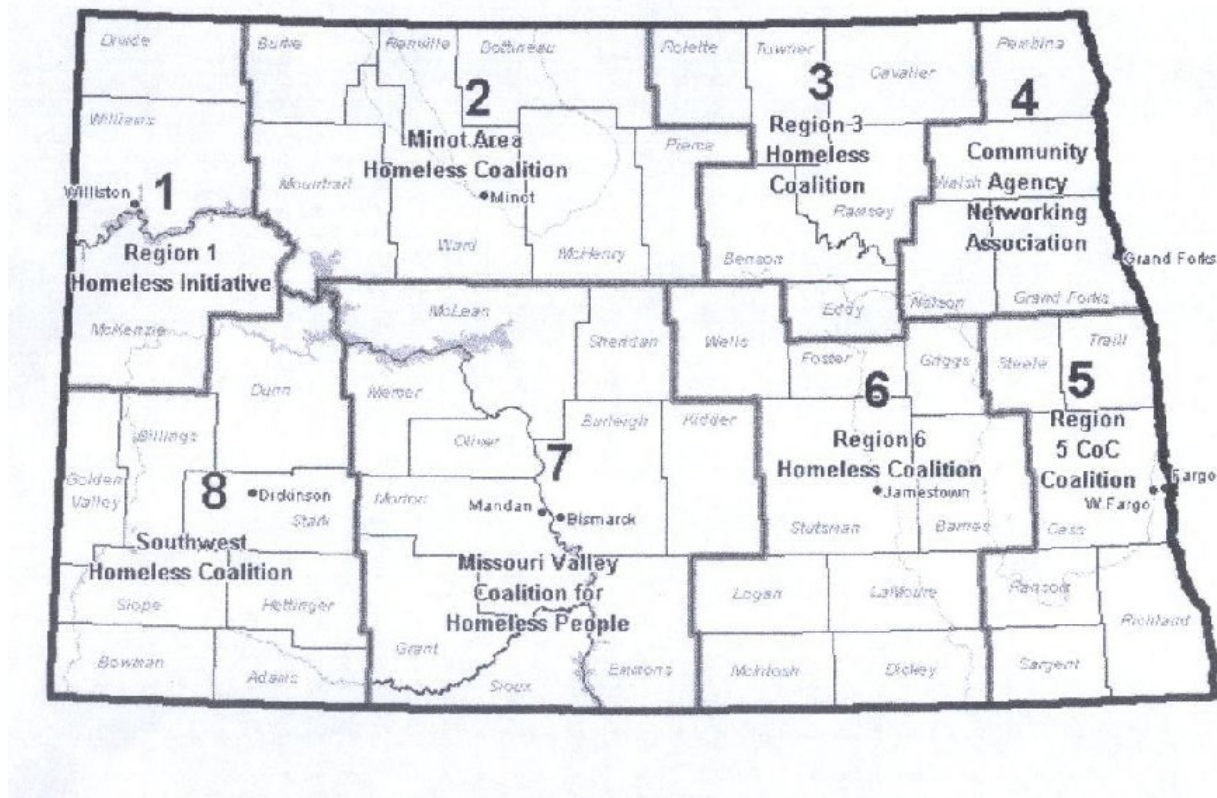 Divide
Burke
Renville
Bottineau
Rolette
Towner
Cavalier
Pembina
2
3
4
Williams
Minot Area
Homeless Coalition
Region 3
Homeless
Coalition
Pierce
Community
Agency
Networking
Association
Walsh
Mountrail
Williston
1
Minot
Ramsey
Ward
McHenry
Benson
Grand Forks
Region 1
Homeless Initiative
McKenzie
McLean
Sheridan
Wells
Eddy
Nelson
Grand Forks
Foster
Griggs
Steele
Traill
5
6
Dunn
Mercer
Oliver
Burleigh
Kidder
Region 6
Homeless Coalition
Region
5 CoC
Coalition
Billings
Golden
Valley
8
Dickinson
Stark
7
Morton
Mandan
Bismarck
Jamestown
Stutsman
Barnes
Fargo
W.Fargo
Cass
Southwest
Homeless Coalition
Missouri Valley
Coalition for
Homeless People
Slope
Hettinger
Grant
Logan
LaMoure
Ransom
Richland
Bowman
Adams
Sioux
Emmons
McIntosh
Dickey
Sargent